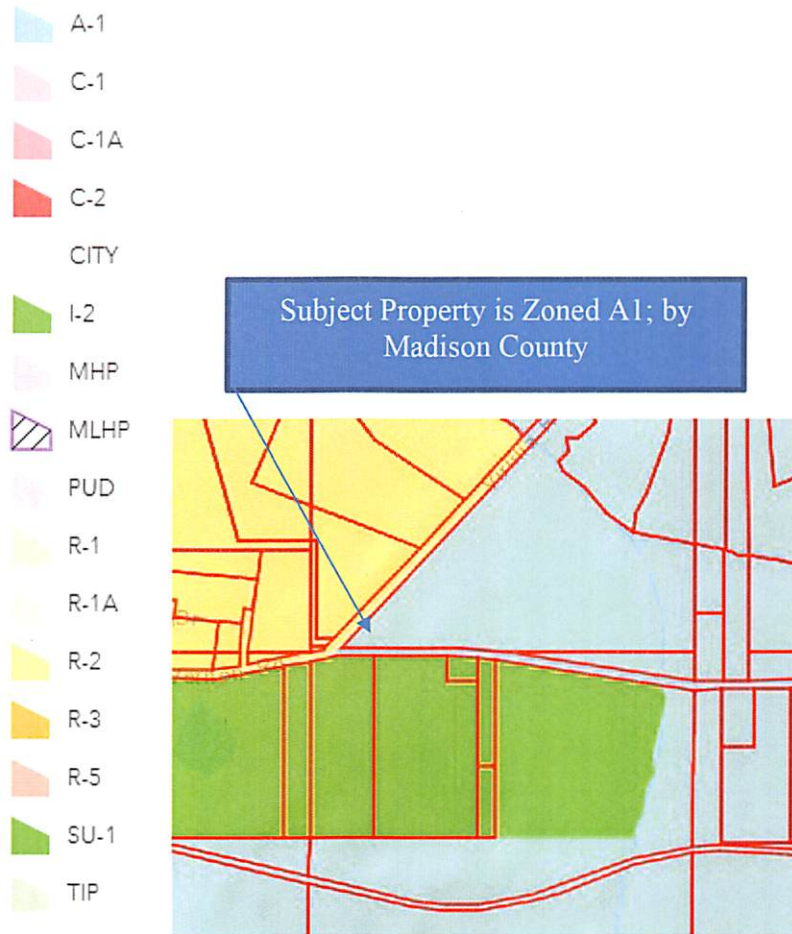 A-1
C-1
C-1A
C-2
CITY
I-2
MHP
MLHP
PUD
R-1
R-1A
R-2
R-3
R-5
SU-1
TIP
Subject Property is Zoned A1; by
Madison County